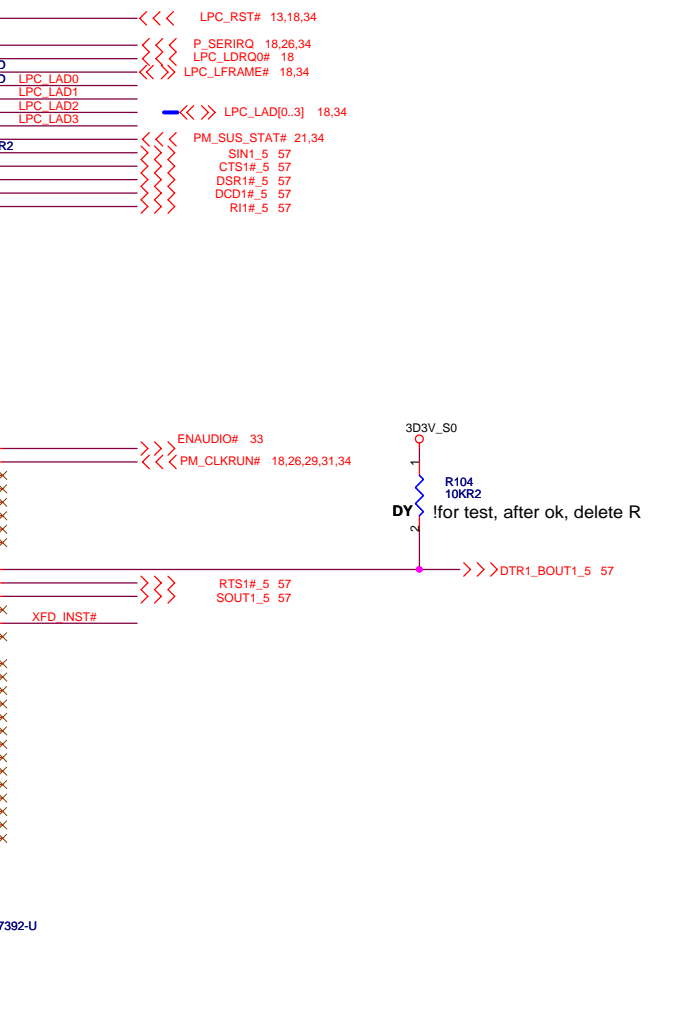 LPC_RST# 13,18,34
P_SERIRQ 18,26,34
LPC_LDRQ0# 18
LPC_LFRAME# 18,34
LPC_LAD0
LPC_LAD1
LPC_LAD2
LPC_LAD[0..3] 18,34
LPC_LAD3
PM_SUS_STAT# 21,34
R2
SIN1_5 57
CTS1#_5 57
DSR1#_5 57
DCD1#_5 57
RI1#_5 57
3D3V_S0
ENAUDIO# 33
PM_CLKRUN# 18,26,29,31,34
1
R104
10KR2
DY !for test, after ok, delete R
2
DTR1_BOUT1_5 57
RTS1#_5 57
SOUT1_5 57
XFD_INST#
7392-U